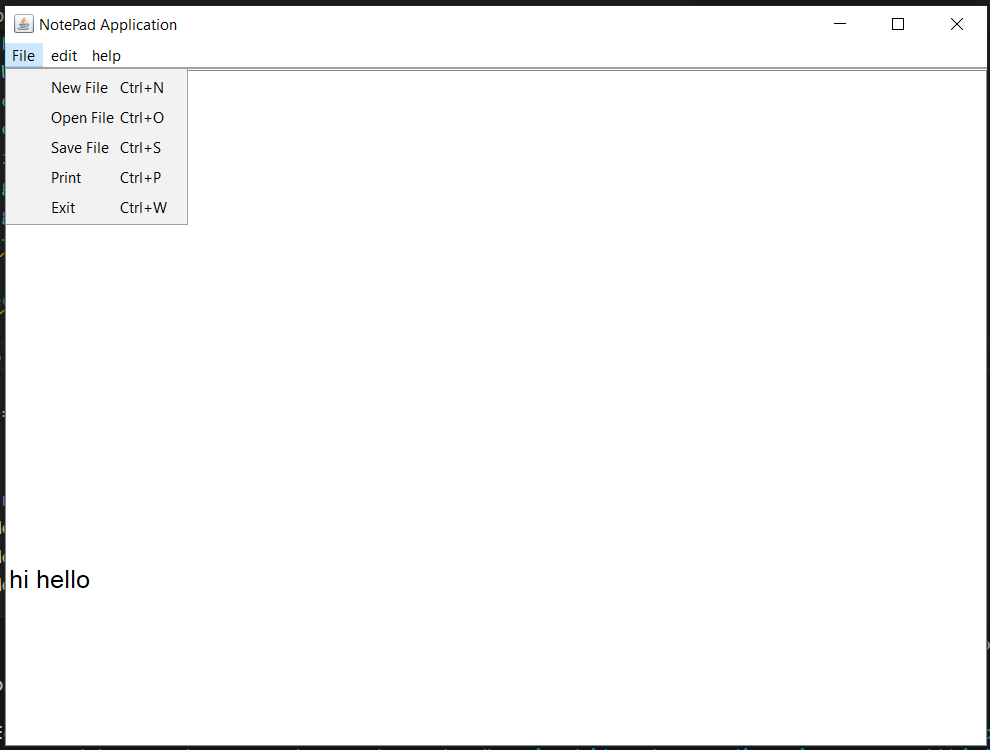 NotePad Application
File edit help
New File Ctrl+N
Open File Ctrl+O
Save File Ctrl+S
Print Ctrl+P
Exit Ctrl+W
hi hello